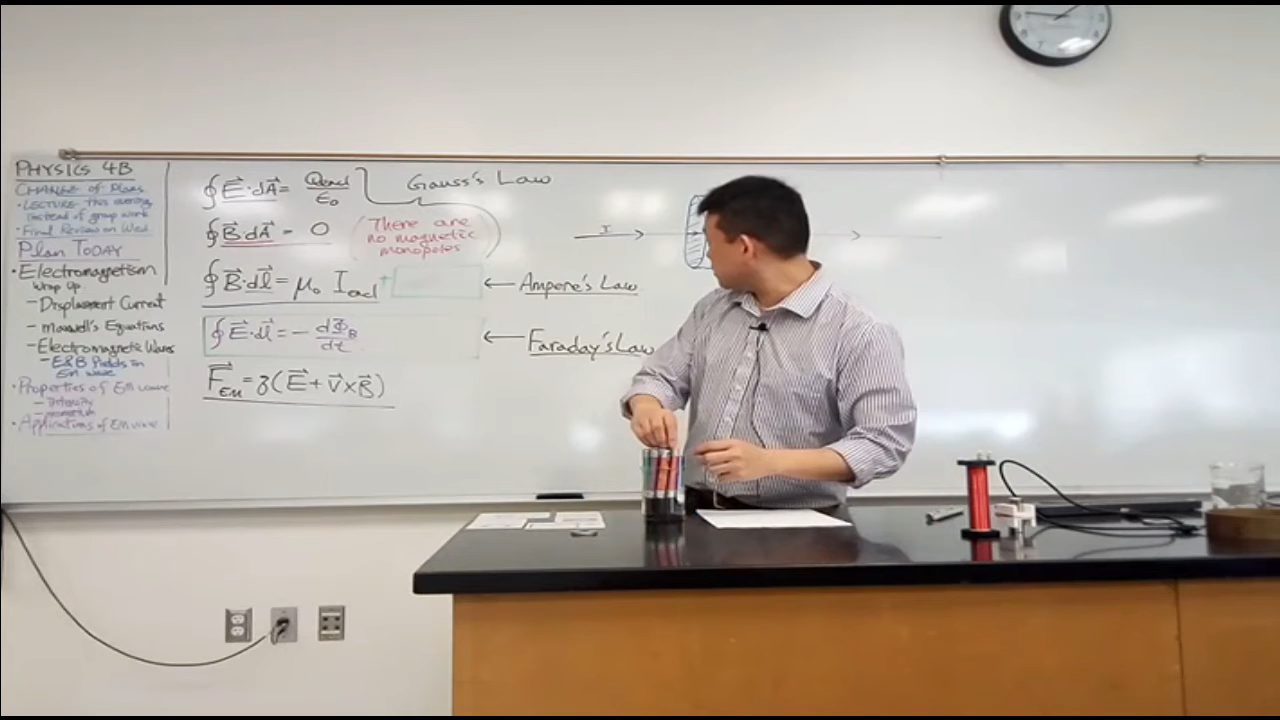 PHYSICS 4B
CHANGE of Plans
• LECTURE this evening
instead of group work
• Final Review on Wed.
Plan TODAY
• Electromagnetism
Wrap up.
- Displacement Current
- Maxwell's Equations
- Electromagnetic Waves
- E&B fields in
EM wave
• Properties of EM wave
- intensity
- momentum
• Applications of EM wave
∮E⃗·dA⃗ = Qencl/ε₀
Gauss's Law
∮B⃗·dA⃗ = 0
(There are
no magnetic
monopoles)
∮B⃗·dl⃗ = μ₀ Iencl +
← Ampere's Law
∮E⃗·dl⃗ = - dΦB/dt
← Faraday's Law
F⃗EM = q(E⃗ + v⃗ × B⃗)
I